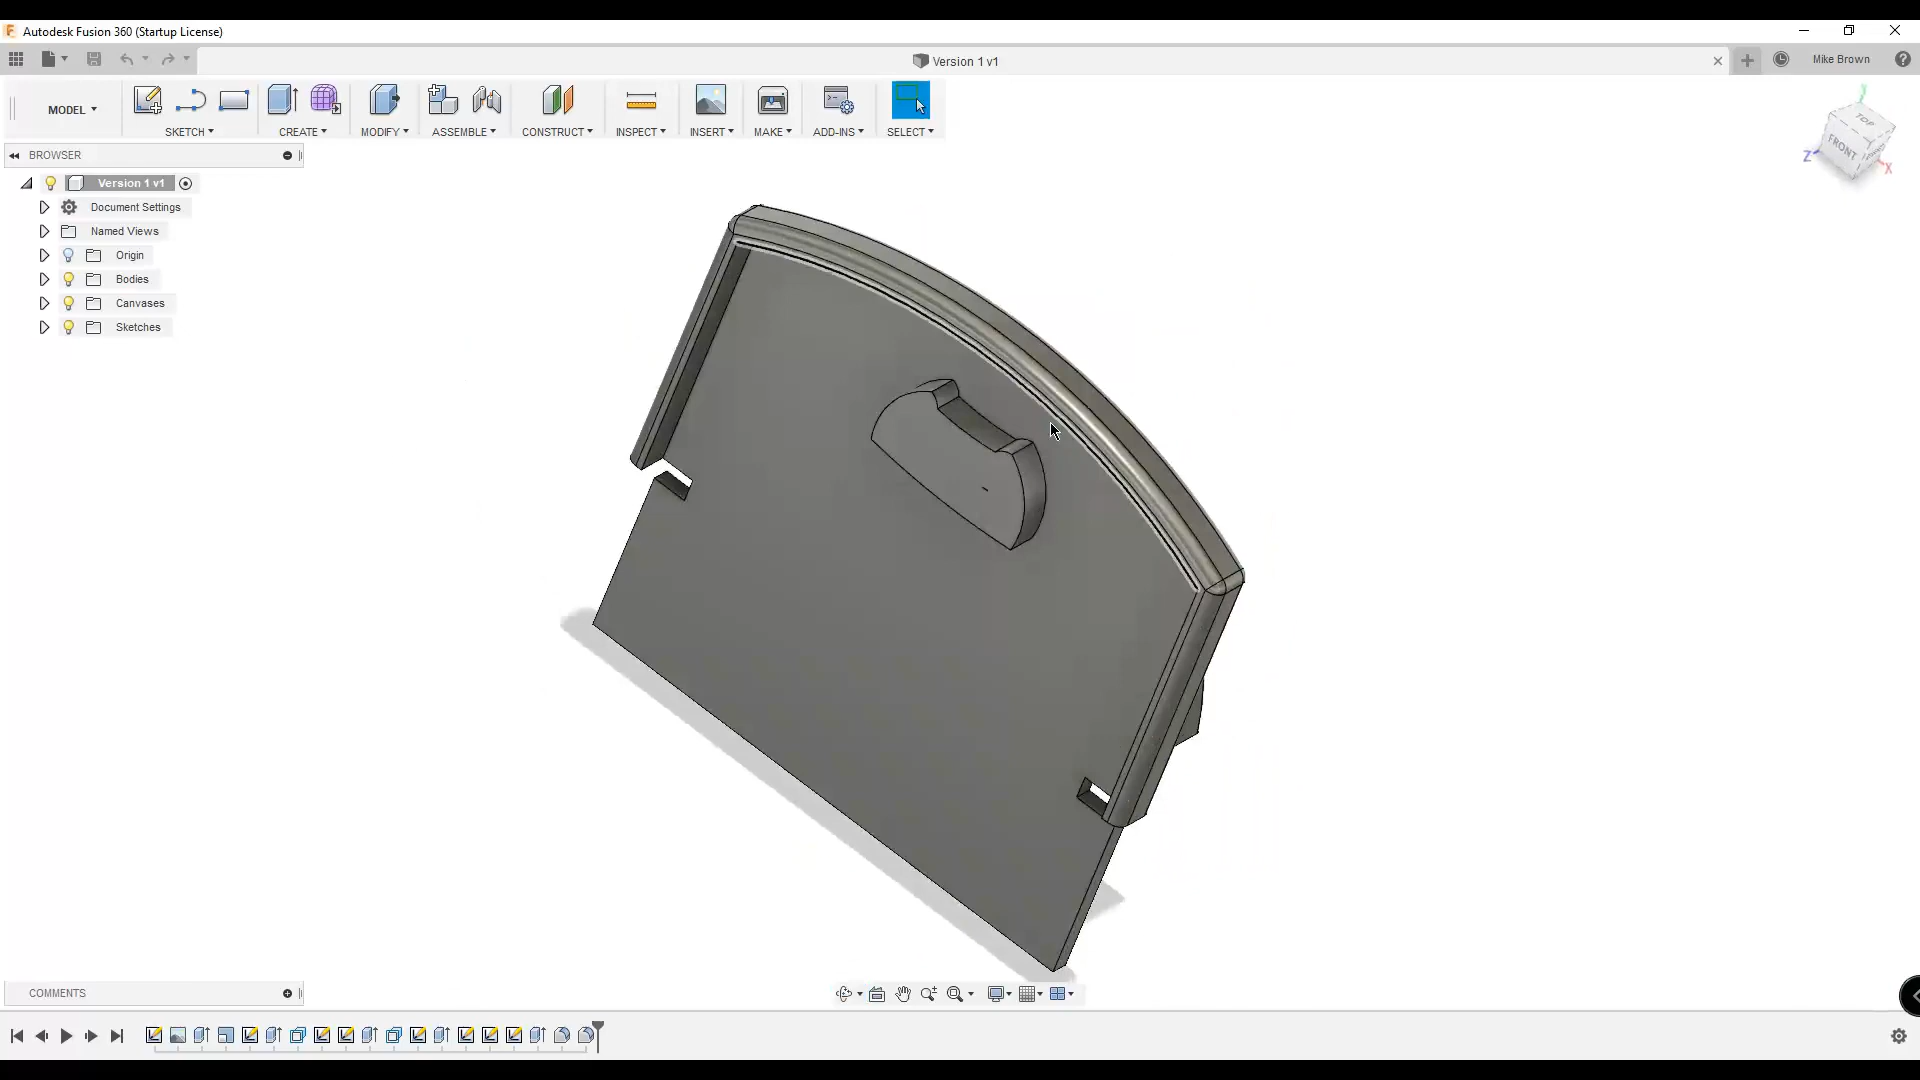 Autodesk Fusion 360 (Startup License)
Version 1 v1
Mike Brown
MODEL
SKETCH
CREATE
MODIFY
ASSEMBLE
CONSTRUCT
INSPECT
INSERT
MAKE
ADD-INS
SELECT
TOP
FRONT
Z
X
BROWSER
Version 1 v1
Document Settings
Named Views
Origin
Bodies
Canvases
Sketches
COMMENTS